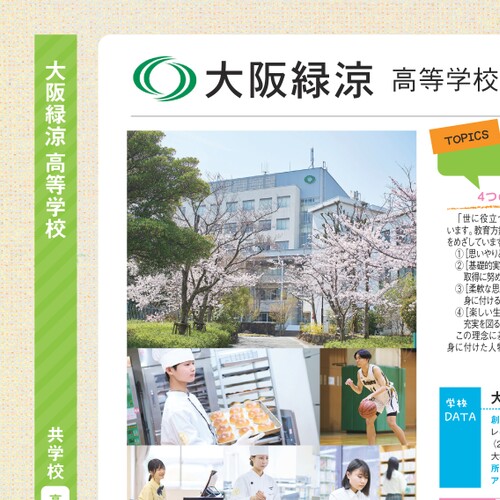 大阪緑涼 高等学校
共学校
大阪緑涼 高等学校
TOPICS
4つ
「世に役立つ
います。教育方
をめざしています
①［思いやり
②［基礎的実
取得に努め
③［柔軟な思
身に付ける
④［楽しい生
充実を図る
この理念に
身に付けた人
学校
DATA
大
創
レ
（2
大
所
ア